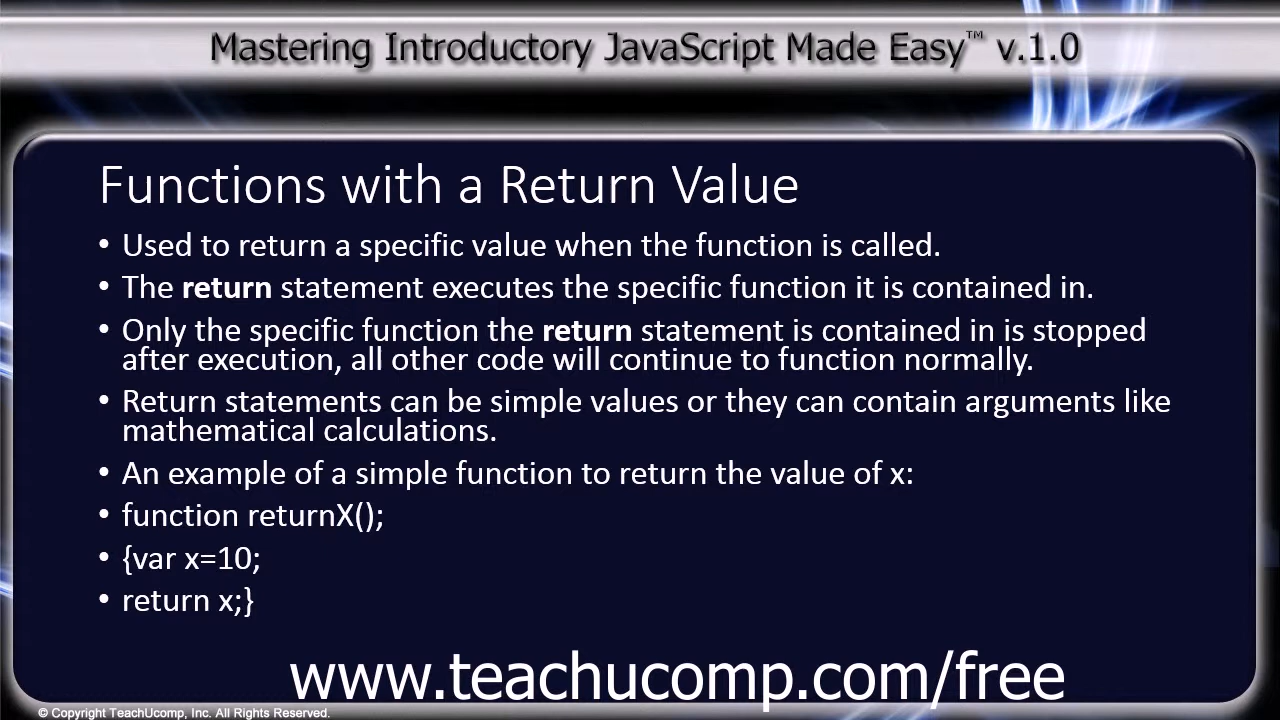 Mastering Introductory JavaScript Made Easy™ v.1.0
Functions with a Return Value
• Used to return a specific value when the function is called.
• The return statement executes the specific function it is contained in.
• Only the specific function the return statement is contained in is stopped
after execution, all other code will continue to function normally.
• Return statements can be simple values or they can contain arguments like
mathematical calculations.
• An example of a simple function to return the value of x:
• function returnX();
• {var x=10;
• return x;}
www.teachucomp.com/free
© Copyright TeachUcomp, Inc. All Rights Reserved.